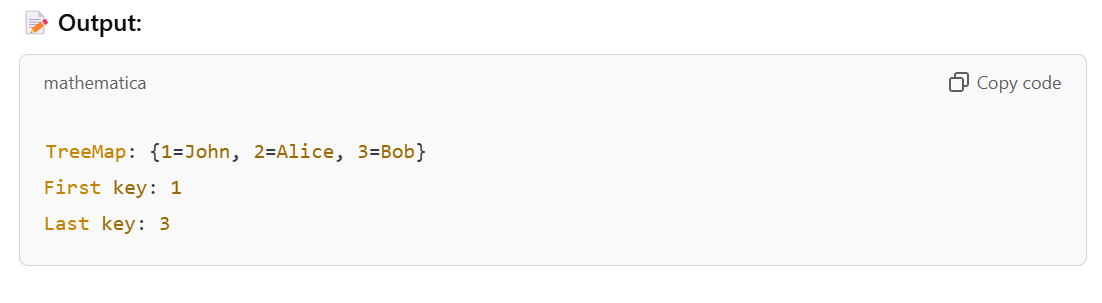 📝 Output:
mathematica
Copy code
TreeMap: {1=John, 2=Alice, 3=Bob}
First key: 1
Last key: 3